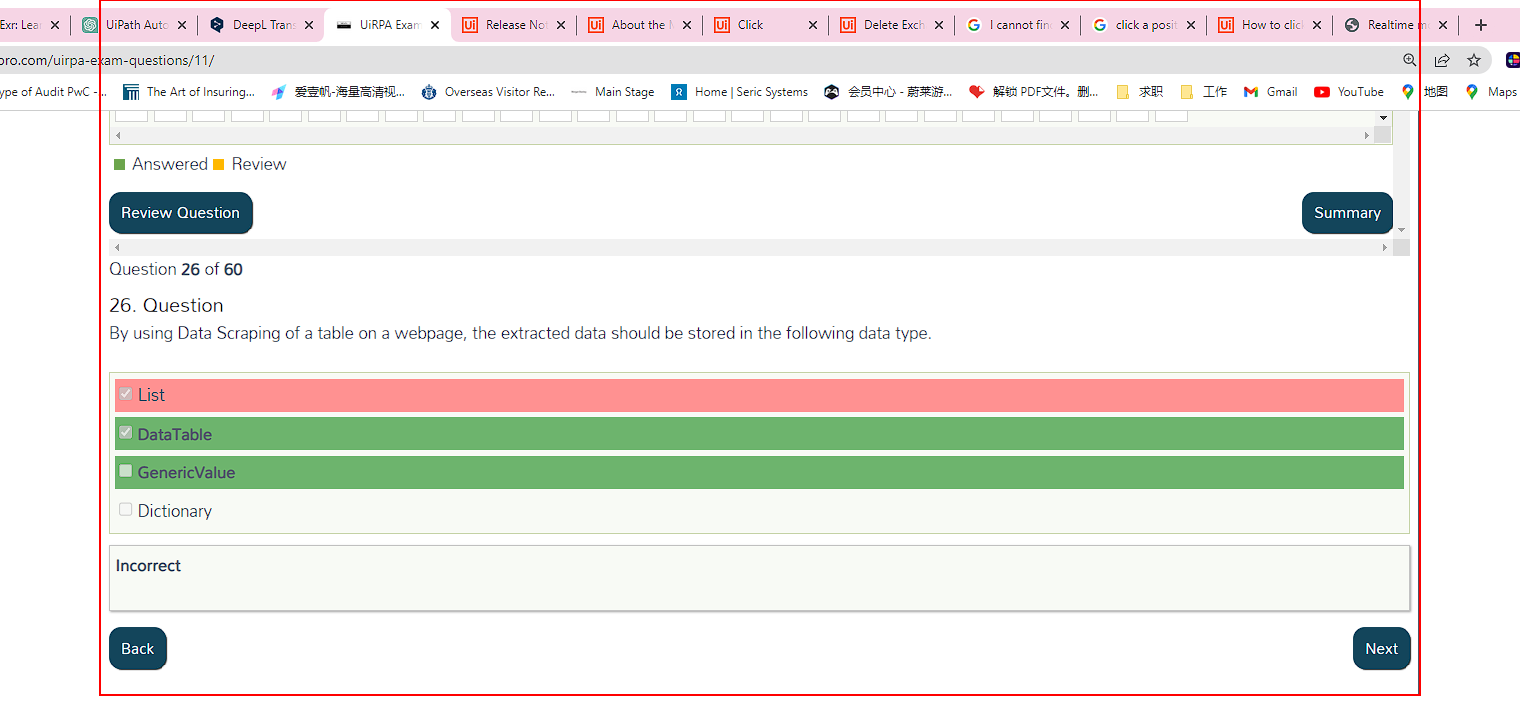 Exr: Lear
UiPath Auto
DeepL Trans
UiRPA Exam
Release Not
About the N
Click
Delete Exch
I cannot fin
click a posit
How to clic
Realtime m
pro.com/uirpa-exam-questions/11/
ype of Audit PwC -...
The Art of Insuring...
爱壹帆-海量高清视...
Overseas Visitor Re...
Main Stage
Home | Seric Systems
会员中心 - 蔚莱游...
解锁 PDF文件。删...
求职
工作
Gmail
YouTube
地图
Maps
Answered
Review
Review Question
Summary
Question 26 of 60
26. Question
By using Data Scraping of a table on a webpage, the extracted data should be stored in the following data type.
List
DataTable
GenericValue
Dictionary
Incorrect
Back
Next